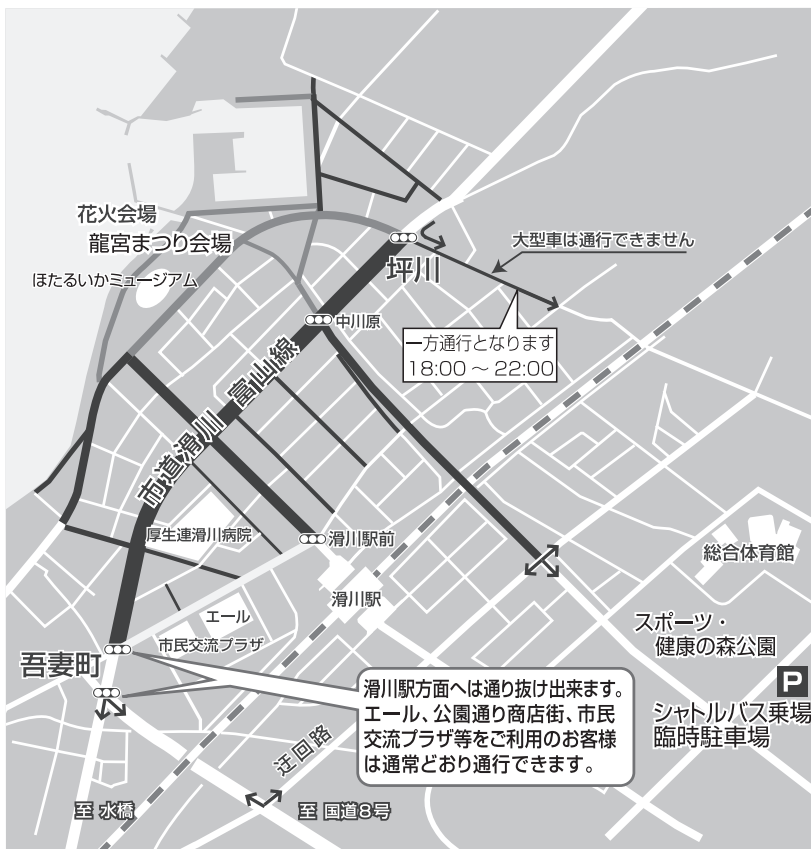 花火会場
龍宮まつり会場
ほたるいかミュージアム
坪川
大型車は通行できません
中川原
一方通行となります
18:00 ～ 22:00
市道滑川 富山線
厚生連滑川病院
滑川駅前
滑川駅
総合体育館
エール
市民交流プラザ
吾妻町
スポーツ・
健康の森公園
P
シャトルバス乗場
臨時駐車場
滑川駅方面へは通り抜け出来ます。
エール、公園通り商店街、市民
交流プラザ等をご利用のお客様
は通常どおり通行できます。
迂回路
至 水橋
至 国道8号